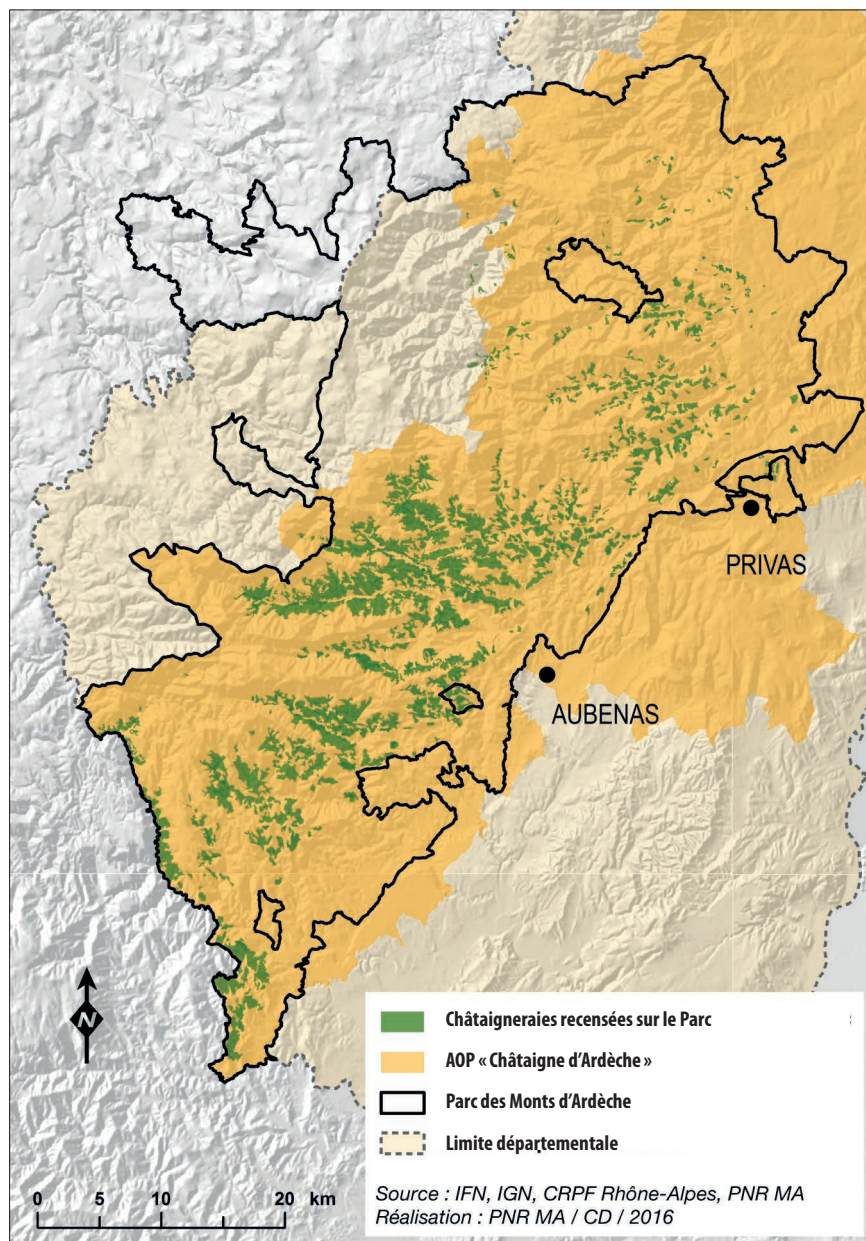 PRIVAS
AUBENAS
N
Châtaigneraies recensées sur le Parc
AOP « Châtaigne d'Ardèche »
Parc des Monts d'Ardèche
Limite départementale
0 5 10 20 km
Source : IFN, IGN, CRPF Rhône-Alpes, PNR MA
Réalisation : PNR MA / CD / 2016